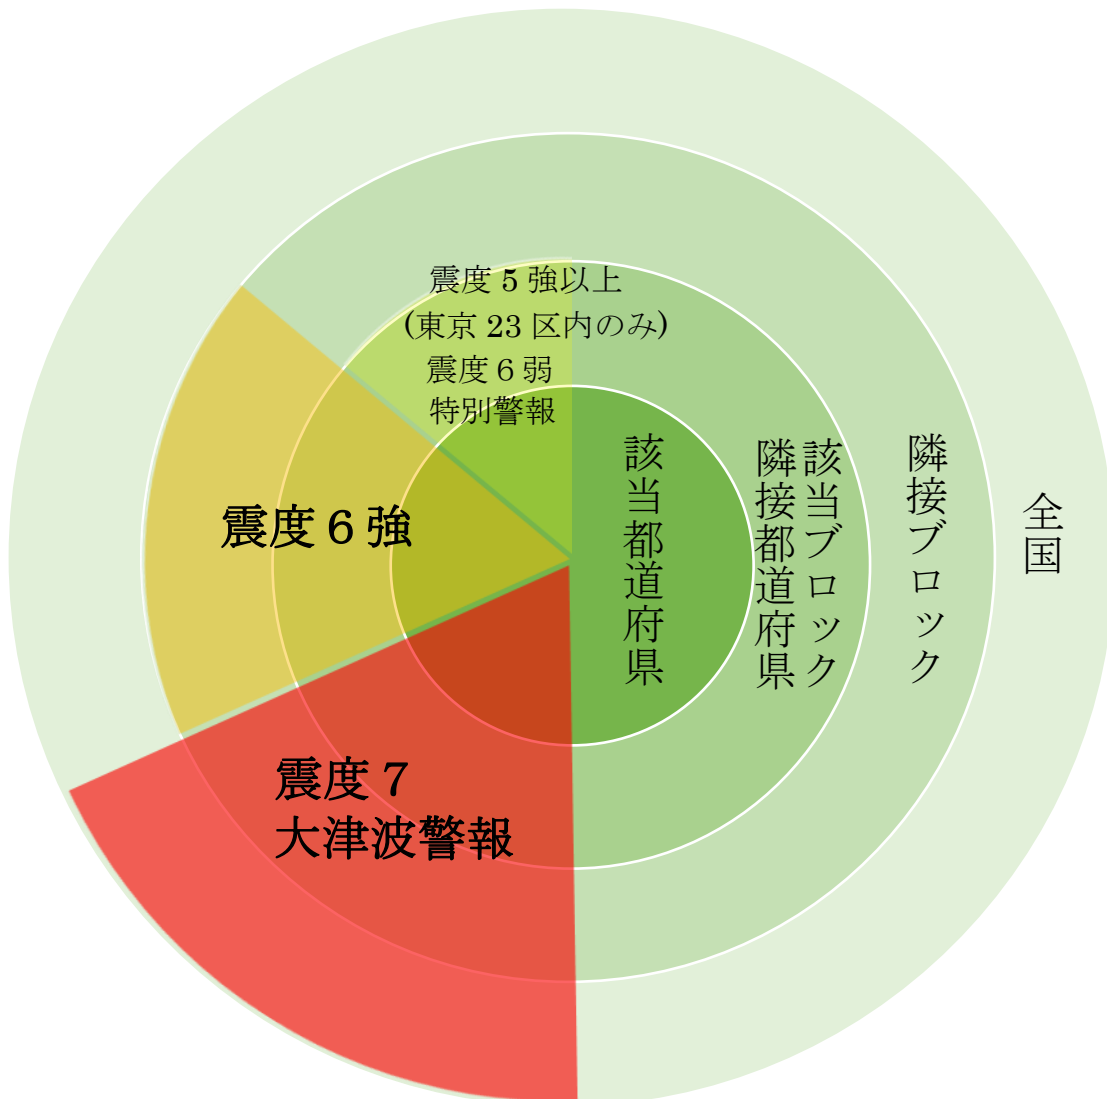 震度 5 強以上
(東京 23 区内のみ)
震度６弱
特別警報
震度６強
震度７
大津波警報
該当都道府県
該当ブロック
隣接都道府県
隣接ブロック
全国